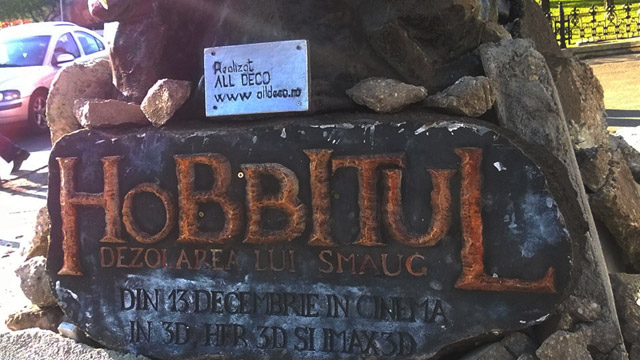 Realizat
ALL DECO
www.alldeco.ro
HOBBITUL
DEZOLAREA LUI SMAUG
DIN 13 DECEMBRIE IN CINEMA
IN 3D, HFR 3D SI IMAX 3D